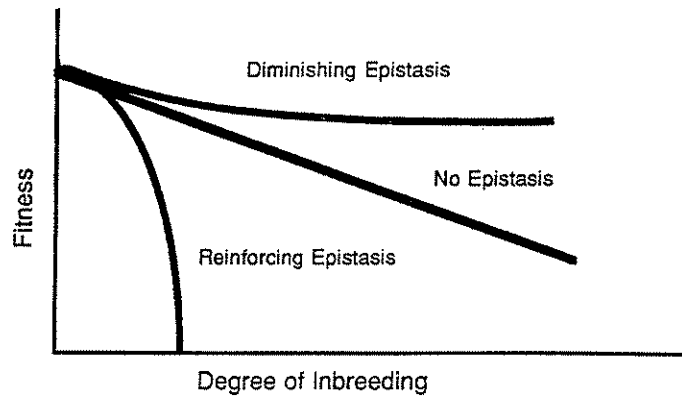 Diminishing Epistasis
No Epistasis
Reinforcing Epistasis
Fitness
Degree of Inbreeding